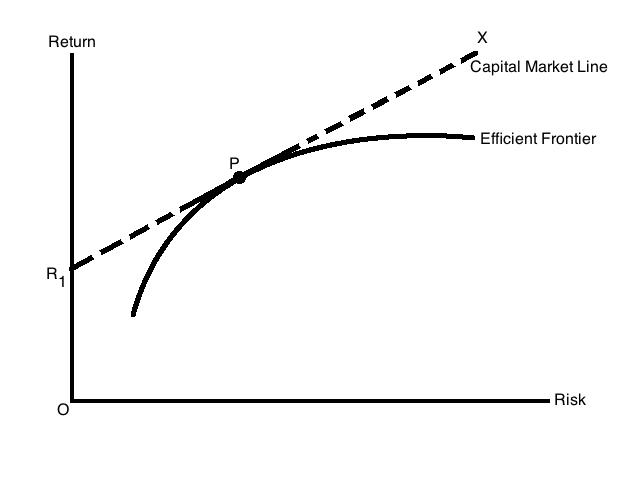 Return
X
Capital Market Line
Efficient Frontier
P
R1
Risk
O